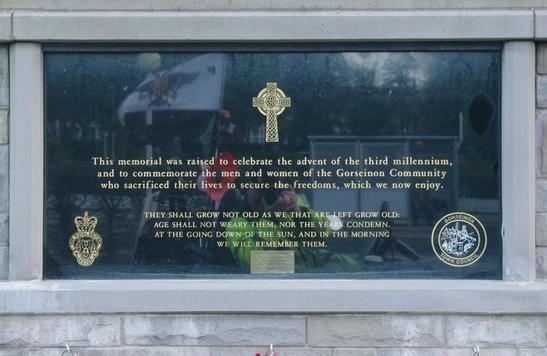 This memorial was raised to celebrate the advent of the third millennium,
and to commemorate the men and women of the Gorseinon Community
who sacrificed their lives to secure the freedoms, which we now enjoy.
THEY SHALL GROW NOT OLD AS WE THAT ARE LEFT GROW OLD:
AGE SHALL NOT WEARY THEM, NOR THE YEARS CONDEMN.
AT THE GOING DOWN OF THE SUN, AND IN THE MORNING
WE WILL REMEMBER THEM.
GORSEINON
TOWN COUNCIL